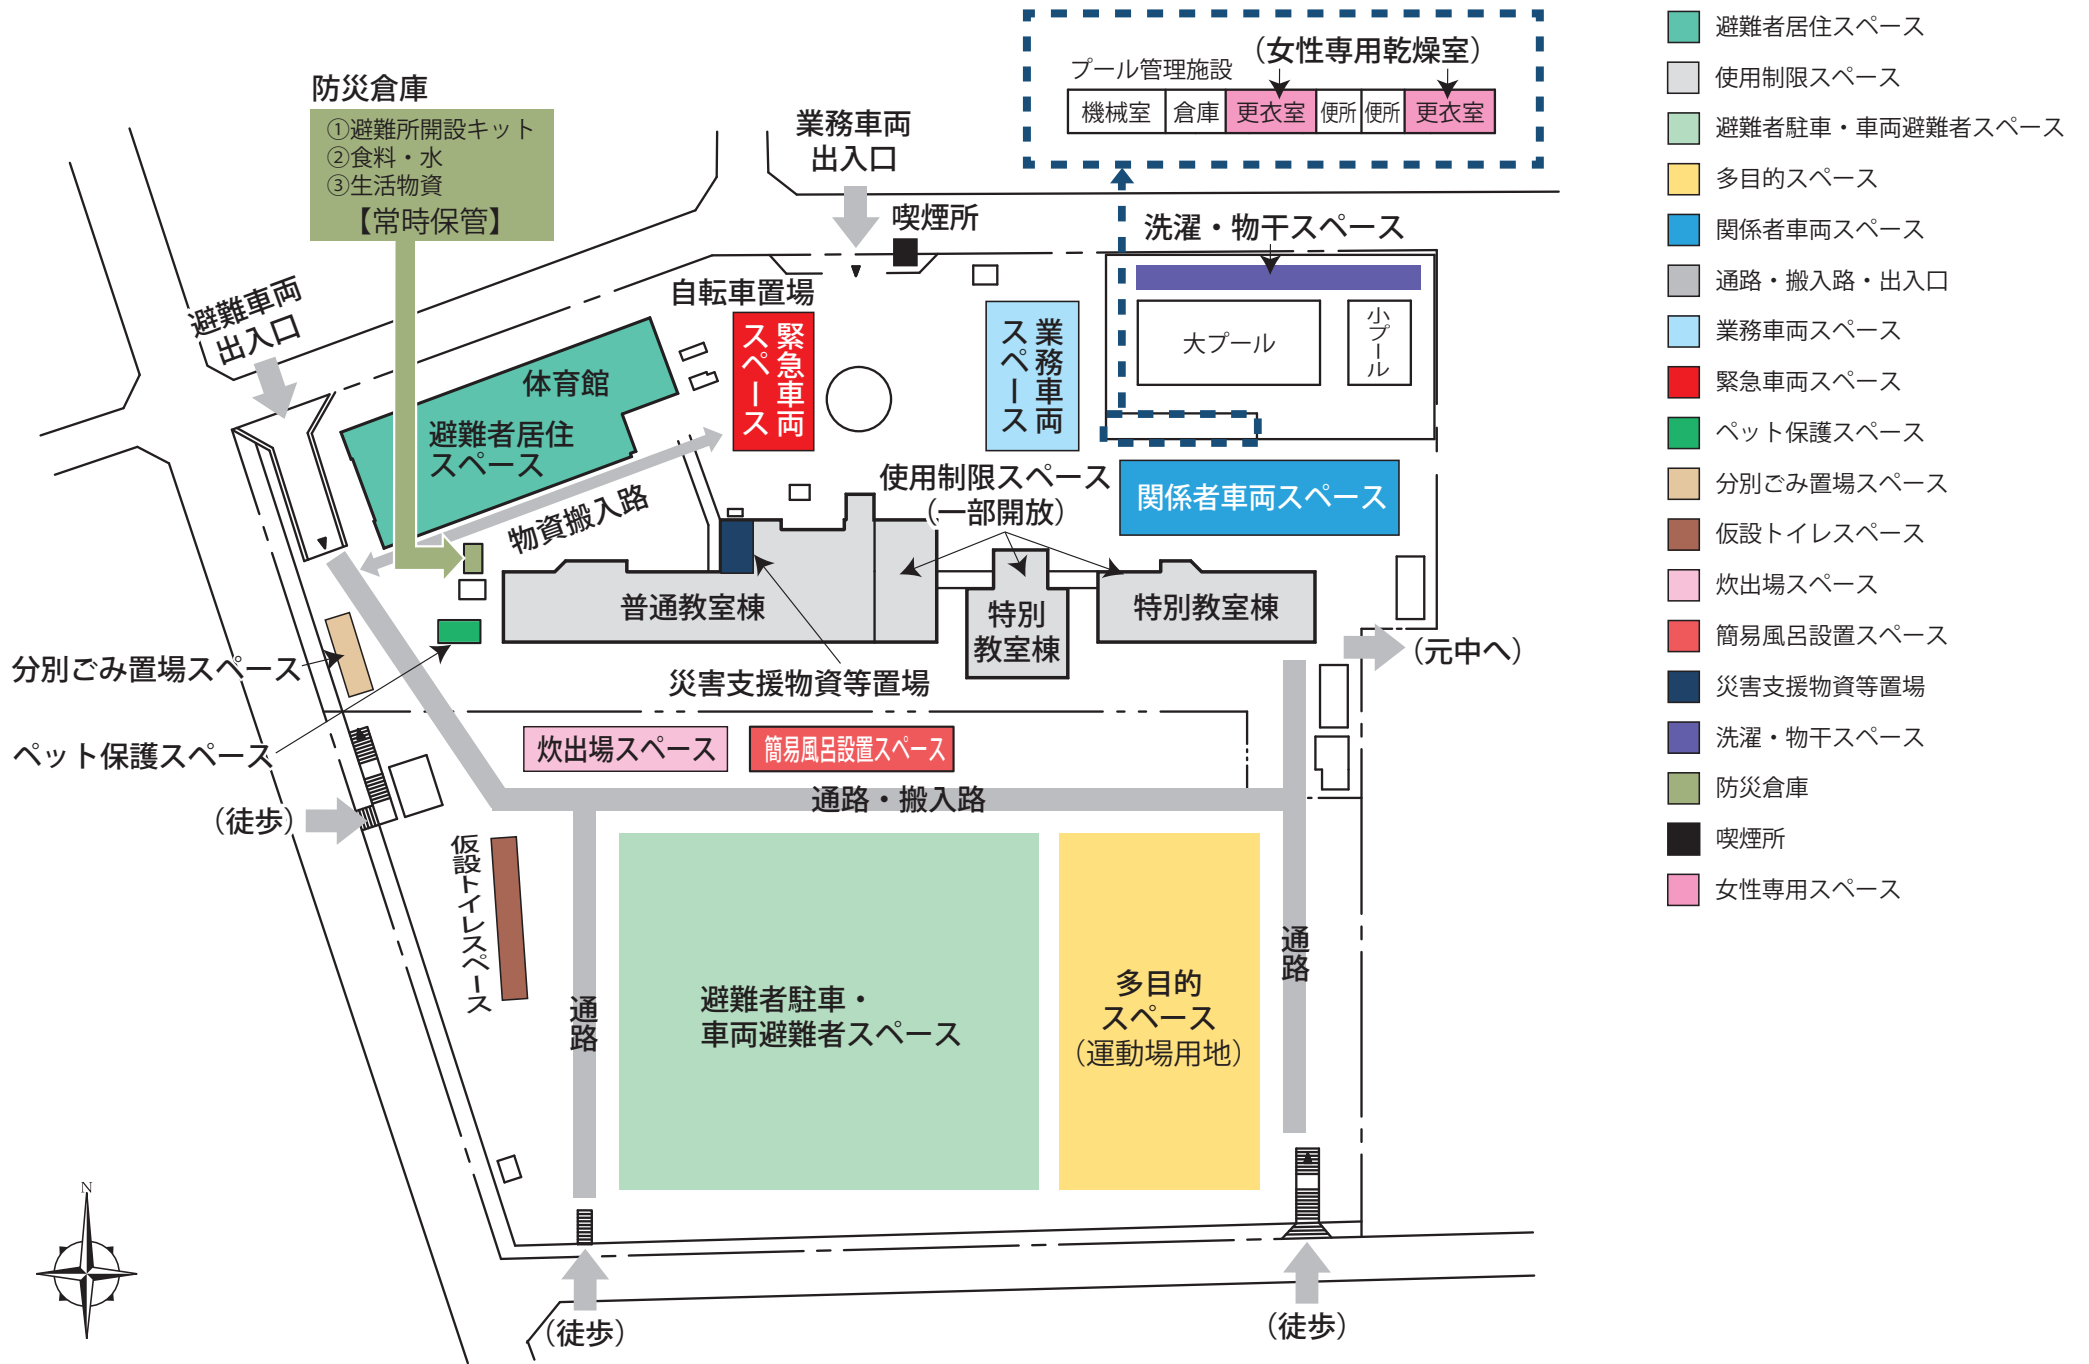 防災倉庫
①避難所開設キット
②食料・水
③生活物資
【常時保管】
業務車両
出入口
(女性専用乾燥室)
プール管理施設
機械室
倉庫
更衣室
便所
便所
更衣室
喫煙所
洗濯・物干スペース
避難車両
出入口
自転車置場
緊急車両
スペース
業務車両
スペース
大プール
小プール
体育館
避難者居住
スペース
物資搬入路
使用制限スペース
(一部開放)
関係者車両スペース
普通教室棟
特別
教室棟
特別教室棟
(元中へ)
分別ごみ置場スペース
災害支援物資等置場
ペット保護スペース
炊出場スペース
簡易風呂設置スペース
(徒歩)
通路・搬入路
仮設トイレスペース
通路
避難者駐車・
車両避難者スペース
多目的
スペース
(運動場用地)
通路
N
(徒歩)
(徒歩)
避難者居住スペース
使用制限スペース
避難者駐車・車両避難者スペース
多目的スペース
関係者車両スペース
通路・搬入路・出入口
業務車両スペース
緊急車両スペース
ペット保護スペース
分別ごみ置場スペース
仮設トイレスペース
炊出場スペース
簡易風呂設置スペース
災害支援物資等置場
洗濯・物干スペース
防災倉庫
喫煙所
女性専用スペース